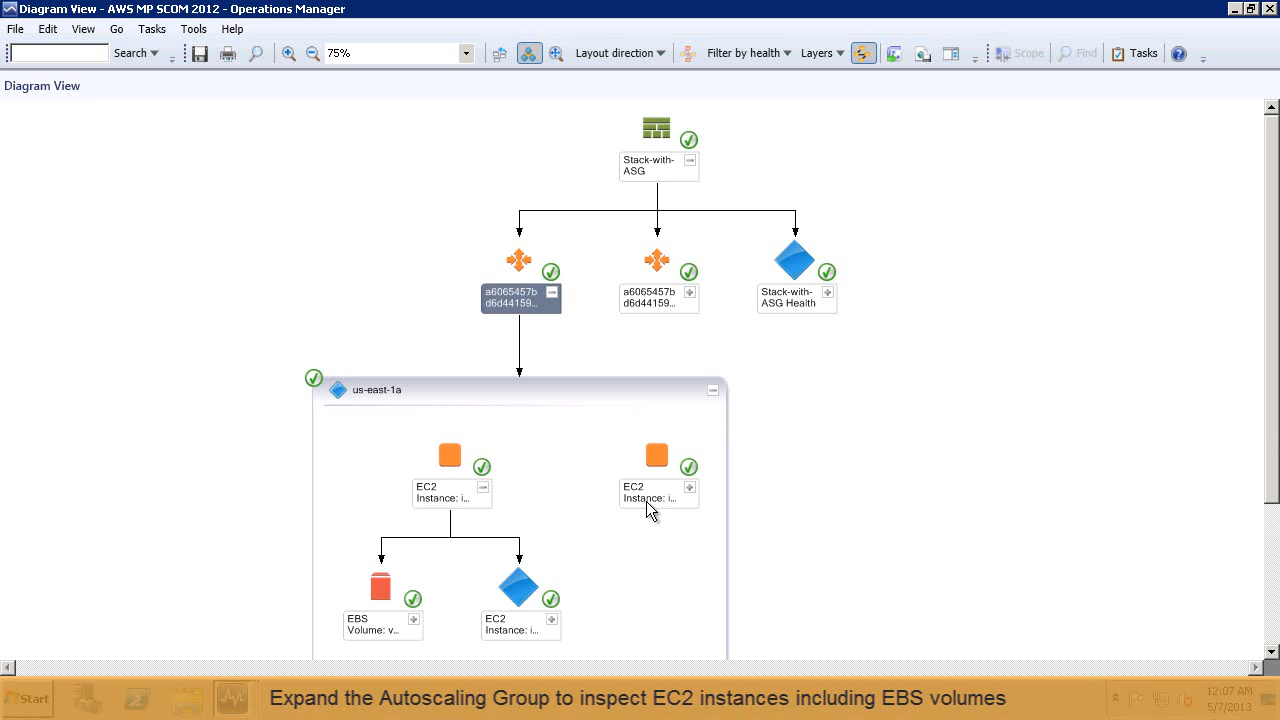 Diagram View - AWS MP SCOM 2012 - Operations Manager
File Edit View Go Tasks Tools Help
Search 75% Layout direction Filter by health Layers Scope Find Tasks
Diagram View
Stack-with-
ASG
a6065457b
d6d44159...
a6065457b
d6d44159...
Stack-with-
ASG Health
us-east-1a
EC2
Instance: i...
EC2
Instance: i...
EBS
Volume: v...
EC2
Instance: i...
Start
Expand the Autoscaling Group to inspect EC2 instances including EBS volumes
12:07 AM
5/7/2013